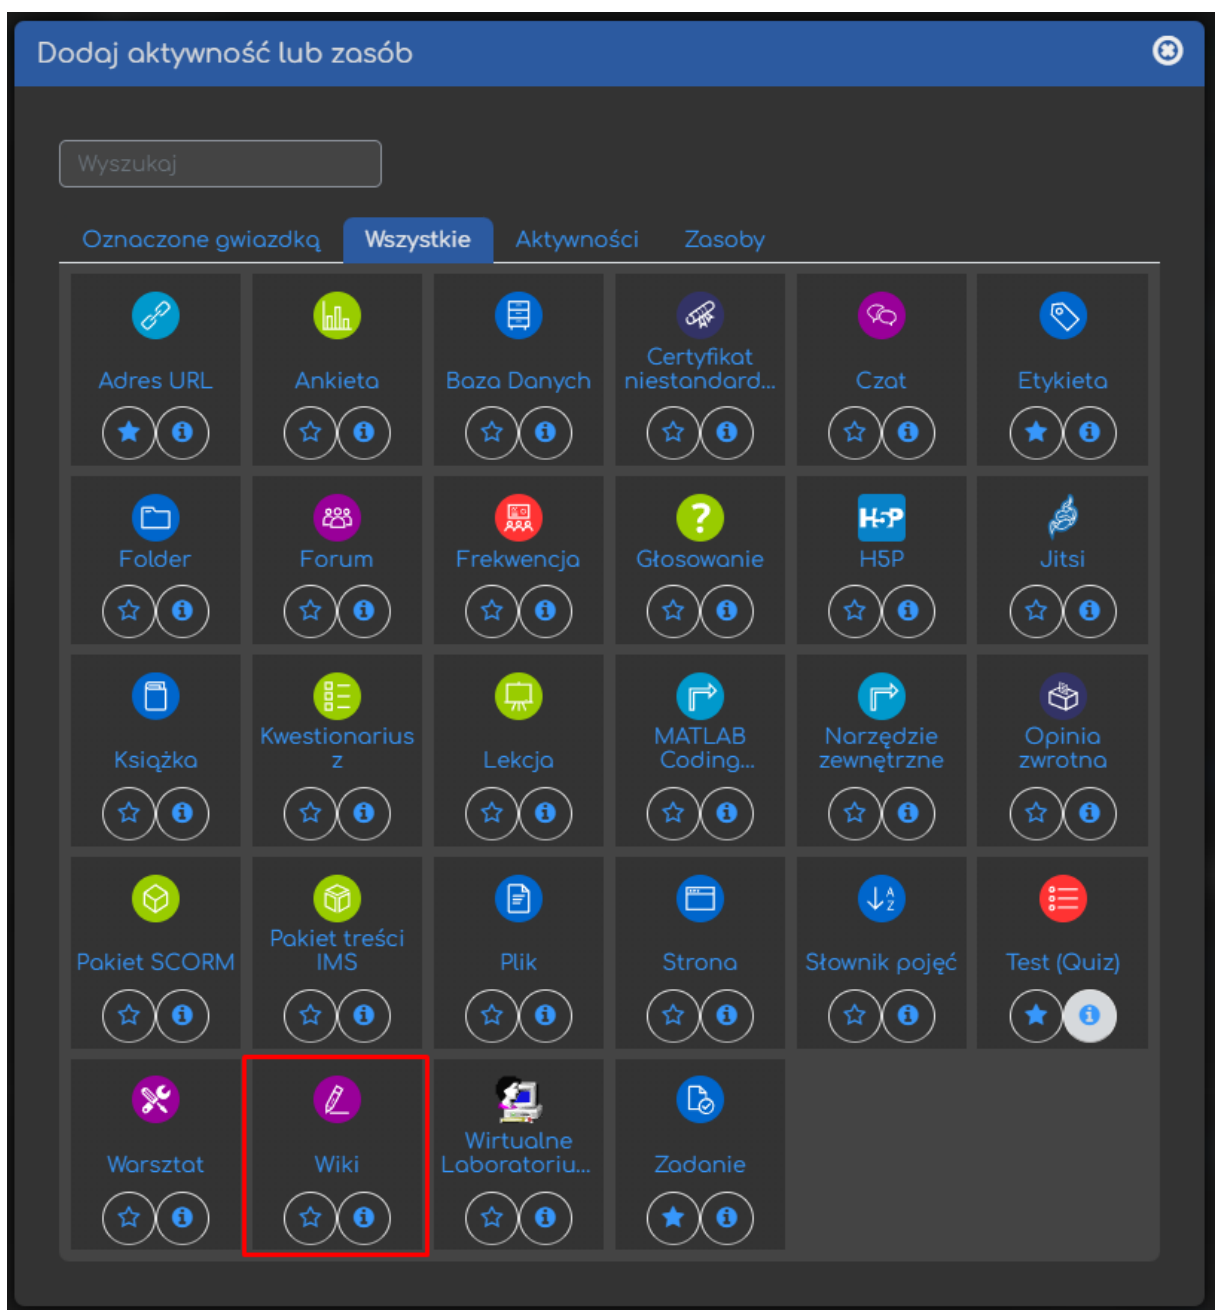 Dodaj aktywność lub zasób
Wyszukaj
Oznaczone gwiazdką Wszystkie Aktywności Zasoby
Adres URL
Ankieta
Baza Danych
Certyfikat
niestandard...
Czat
Etykieta
Folder
Forum
Frekwencja
?
Głosowanie
H5P
H5P
Jitsi
Książka
Kwestionarius
z
Lekcja
MATLAB
Coding...
Narzędzie
zewnętrzne
Opinia
zwrotna
Pakiet SCORM
Pakiet treści
IMS
Plik
Strona
A
Z
Słownik pojęć
Test (Quiz)
Warsztat
Wiki
Wirtualne
Laboratoriu...
Zadanie